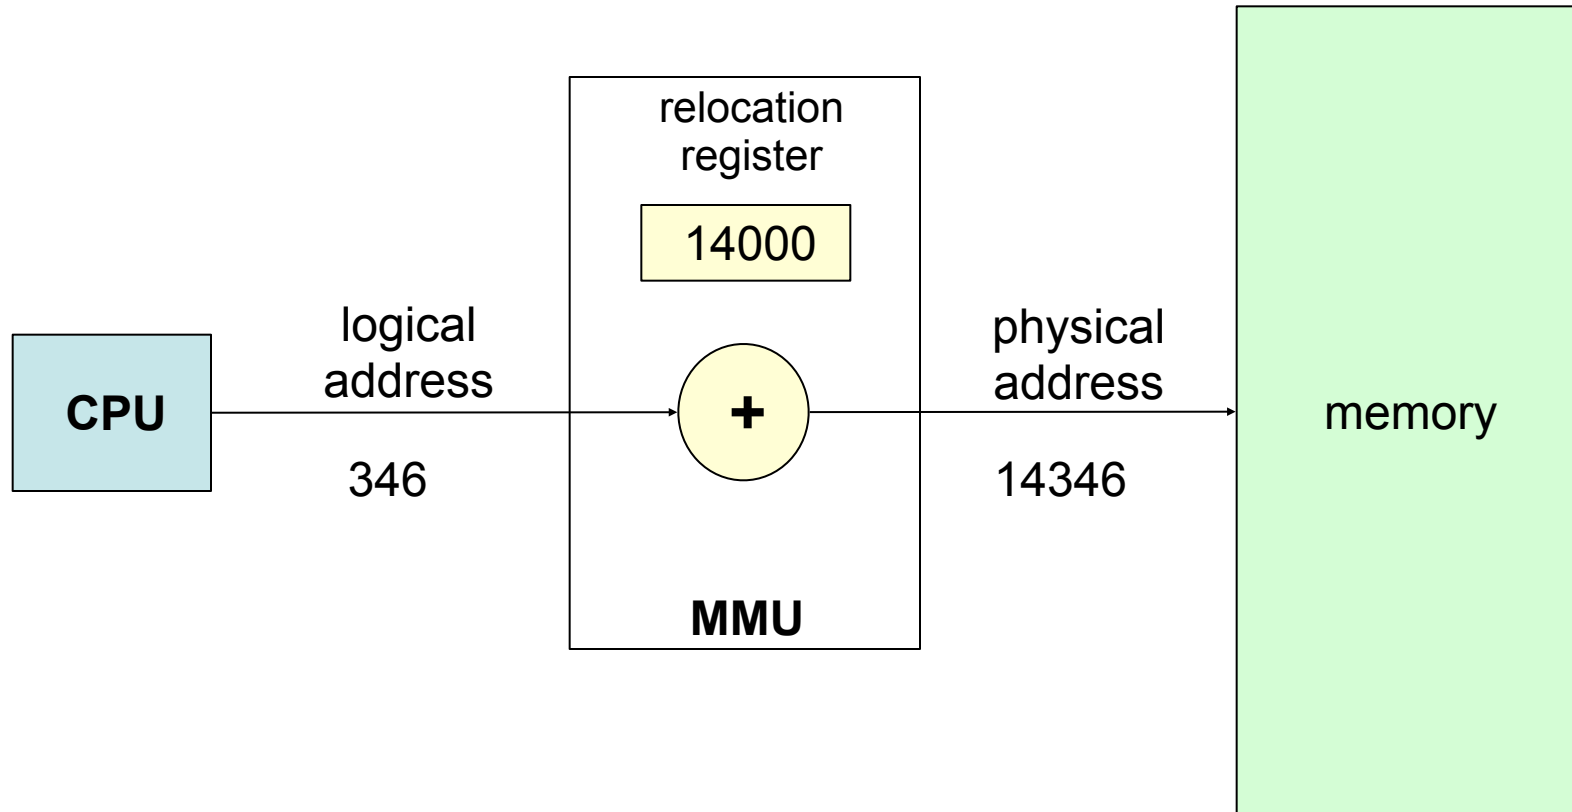 relocation
register
14000
logical
address
physical
address
CPU
+
memory
346
14346
MMU